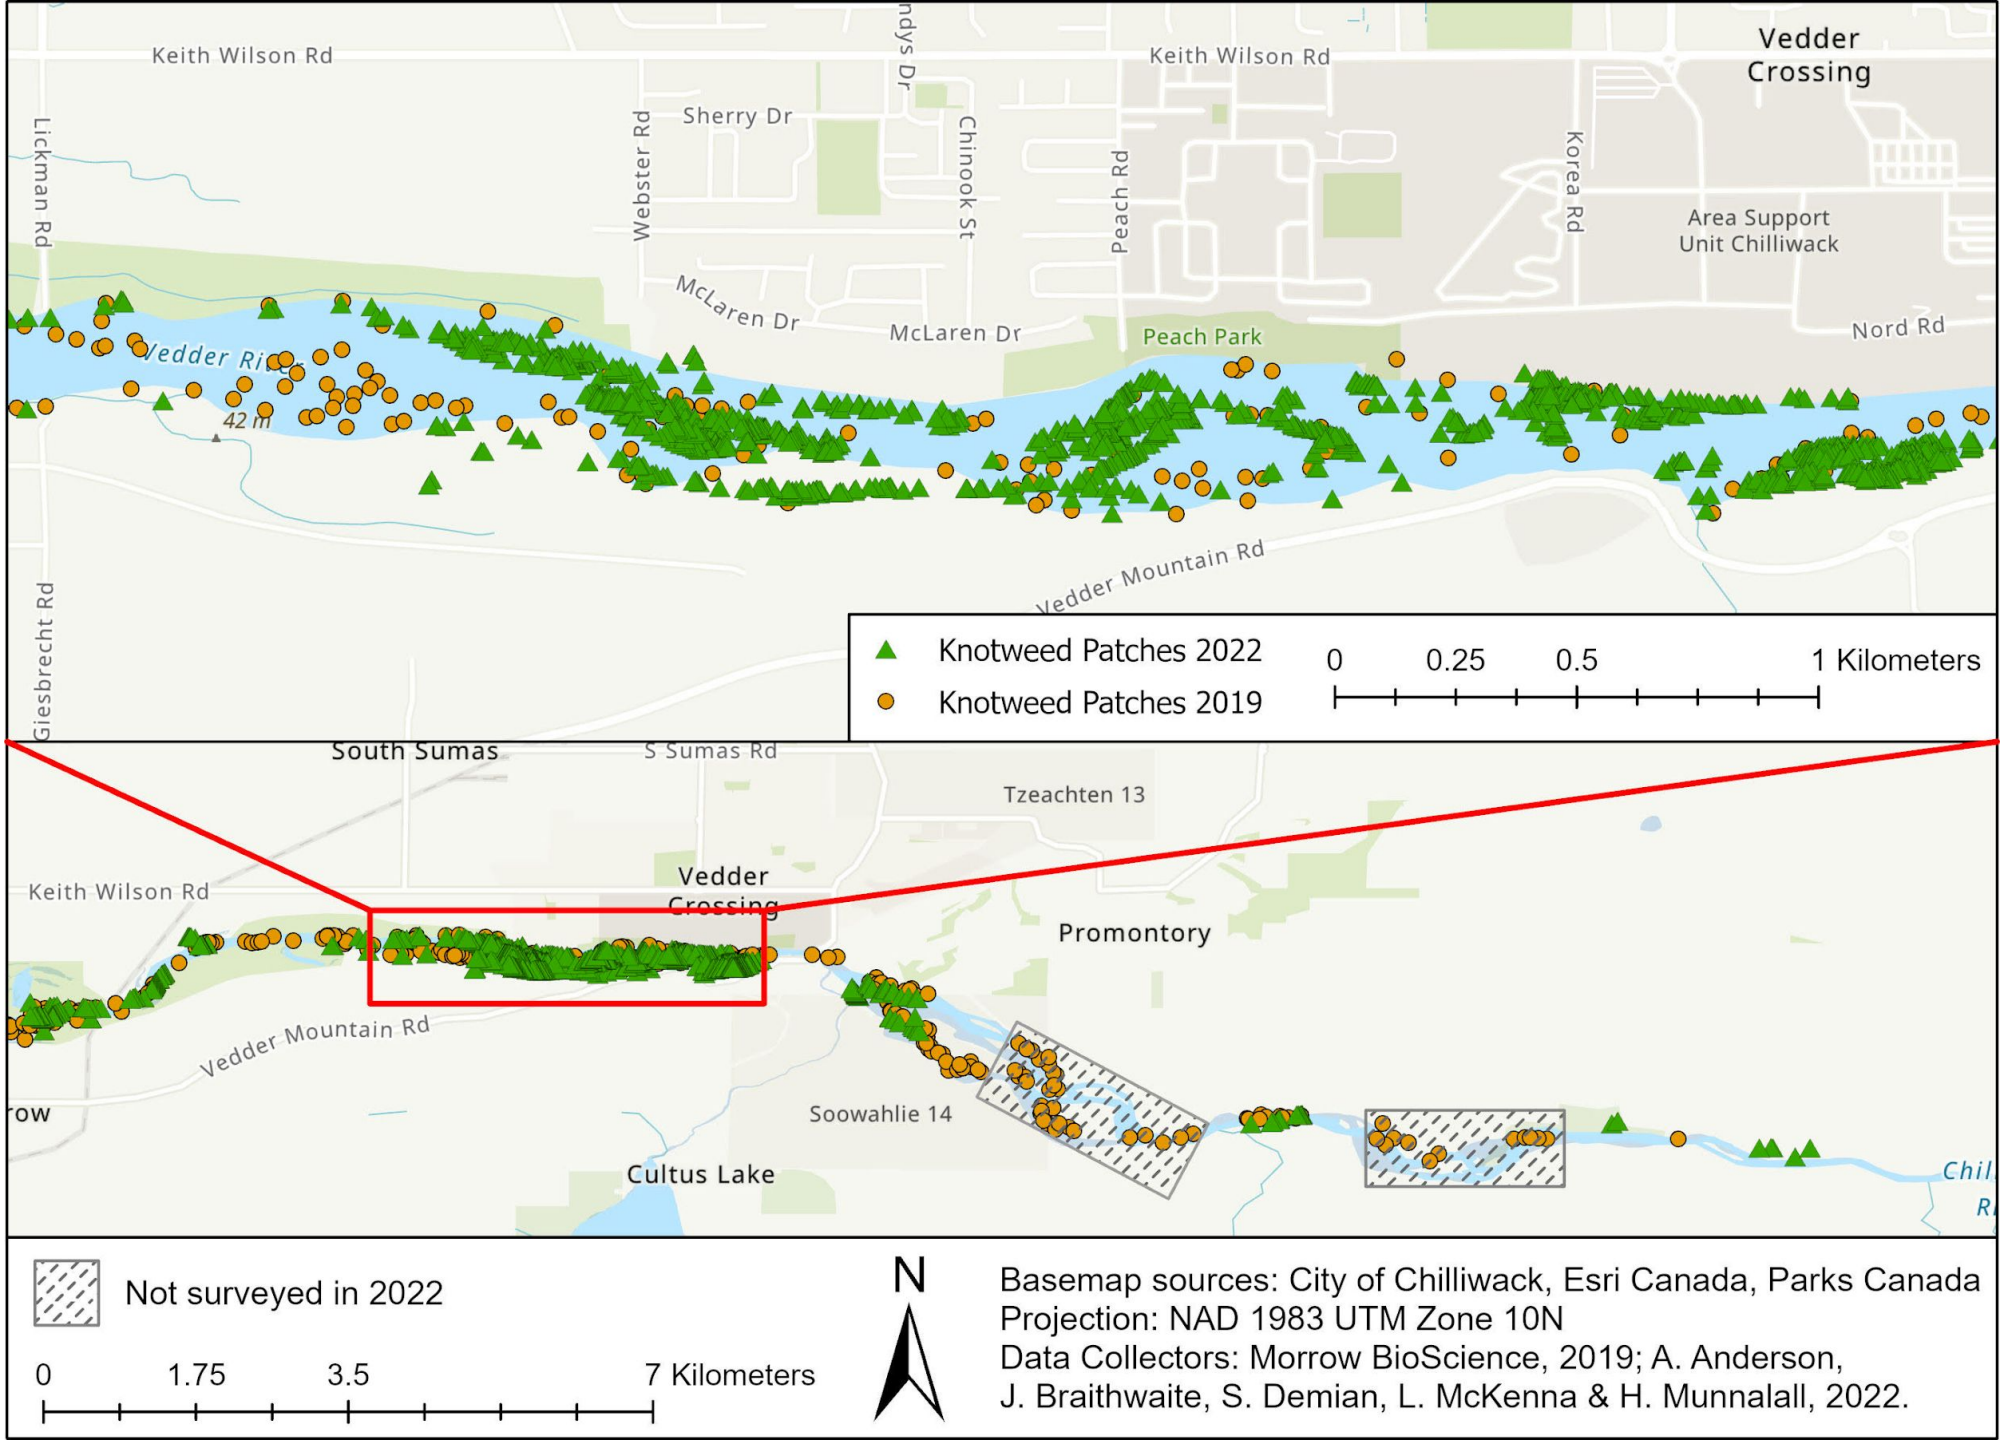 Keith Wilson Rd
ndys Dr
Keith Wilson Rd
Vedder
Crossing
Lickman Rd
Webster Rd
Sherry Dr
Chinook St
Peach Rd
Korea Rd
Area Support
Unit Chilliwack
McLaren Dr
McLaren Dr
Peach Park
Nord Rd
Vedder River
42 m
Vedder Mountain Rd
Giesbrecht Rd
Knotweed Patches 2022
Knotweed Patches 2019
0 0.25 0.5 1 Kilometers
South Sumas
S Sumas Rd
Tzeachten 13
Keith Wilson Rd
Vedder
Crossing
Promontory
Vedder Mountain Rd
row
Soowahlie 14
Cultus Lake
Chil
Ri
Not surveyed in 2022
0 1.75 3.5 7 Kilometers
N
Basemap sources: City of Chilliwack, Esri Canada, Parks Canada
Projection: NAD 1983 UTM Zone 10N
Data Collectors: Morrow BioScience, 2019; A. Anderson,
J. Braithwaite, S. Demian, L. McKenna & H. Munnalall, 2022.